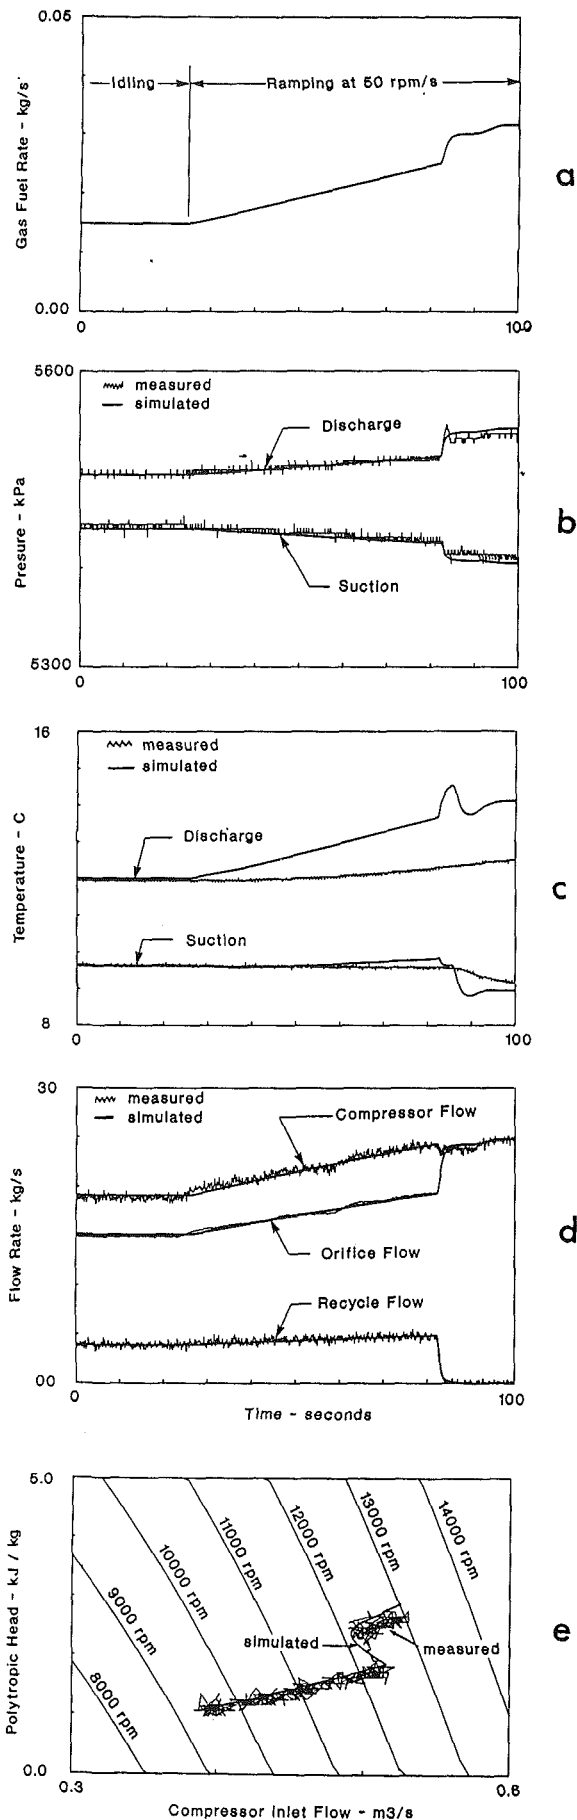 0.05
Idling
Ramping at 50 rpm/s
Gas Fuel Rate - kg/s
0.00
0
100
a
5600
measured
simulated
Discharge
Presure - kPa
Suction
5300
0
100
b
16
measured
simulated
Discharge
Temperature - C
Suction
8
0
100
c
30
measured
simulated
Compressor Flow
Flow Rate - kg/s
Orifice Flow
Recycle Flow
00
0
100
Time - seconds
d
5.0
8000 rpm
9000 rpm
10000 rpm
11000 rpm
12000 rpm
13000 rpm
14000 rpm
Polytropic Head - kJ / kg
simulated
measured
0.0
0.3
0.6
Compressor Inlet Flow - m3/s
e